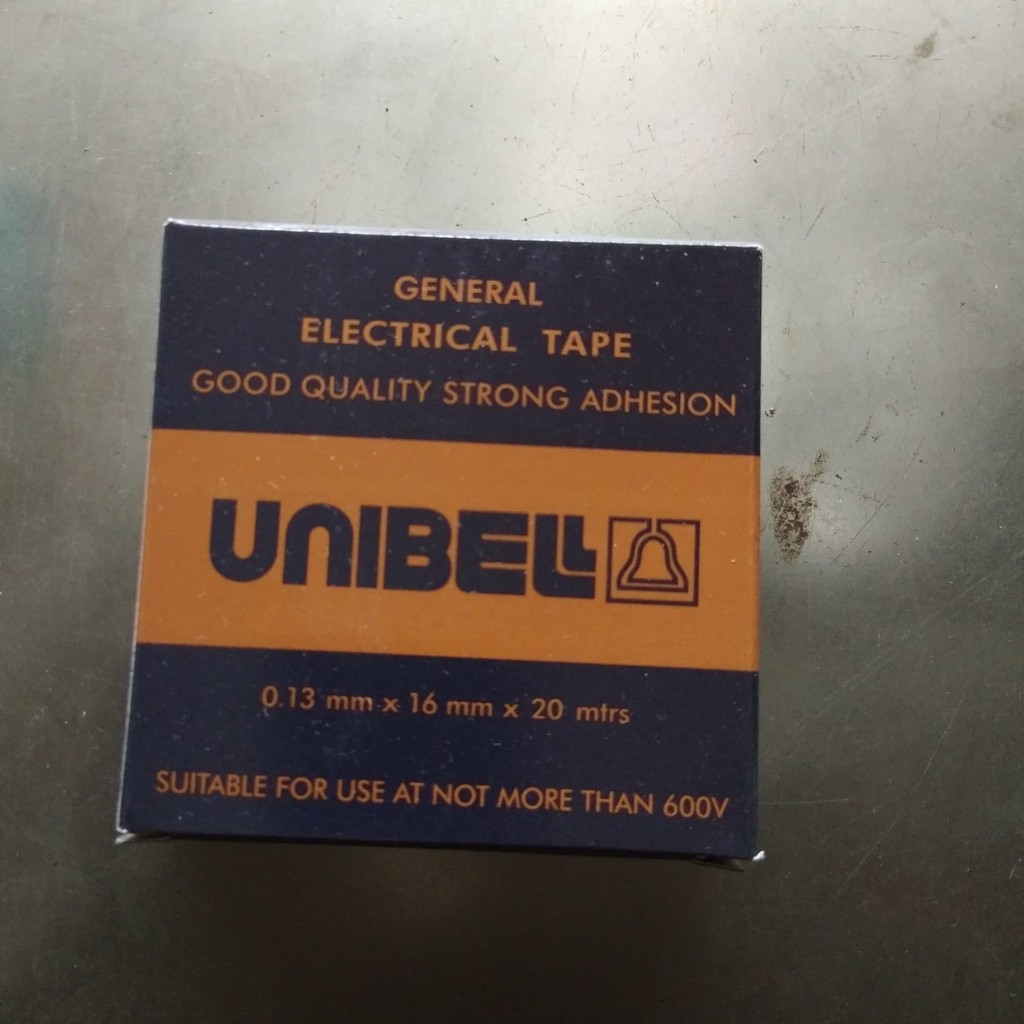 GENERAL
ELECTRICAL TAPE
GOOD QUALITY STRONG ADHESION
UNIBELL
0.13 mm x 16 mm x 20 mtrs
SUITABLE FOR USE AT NOT MORE THAN 600V